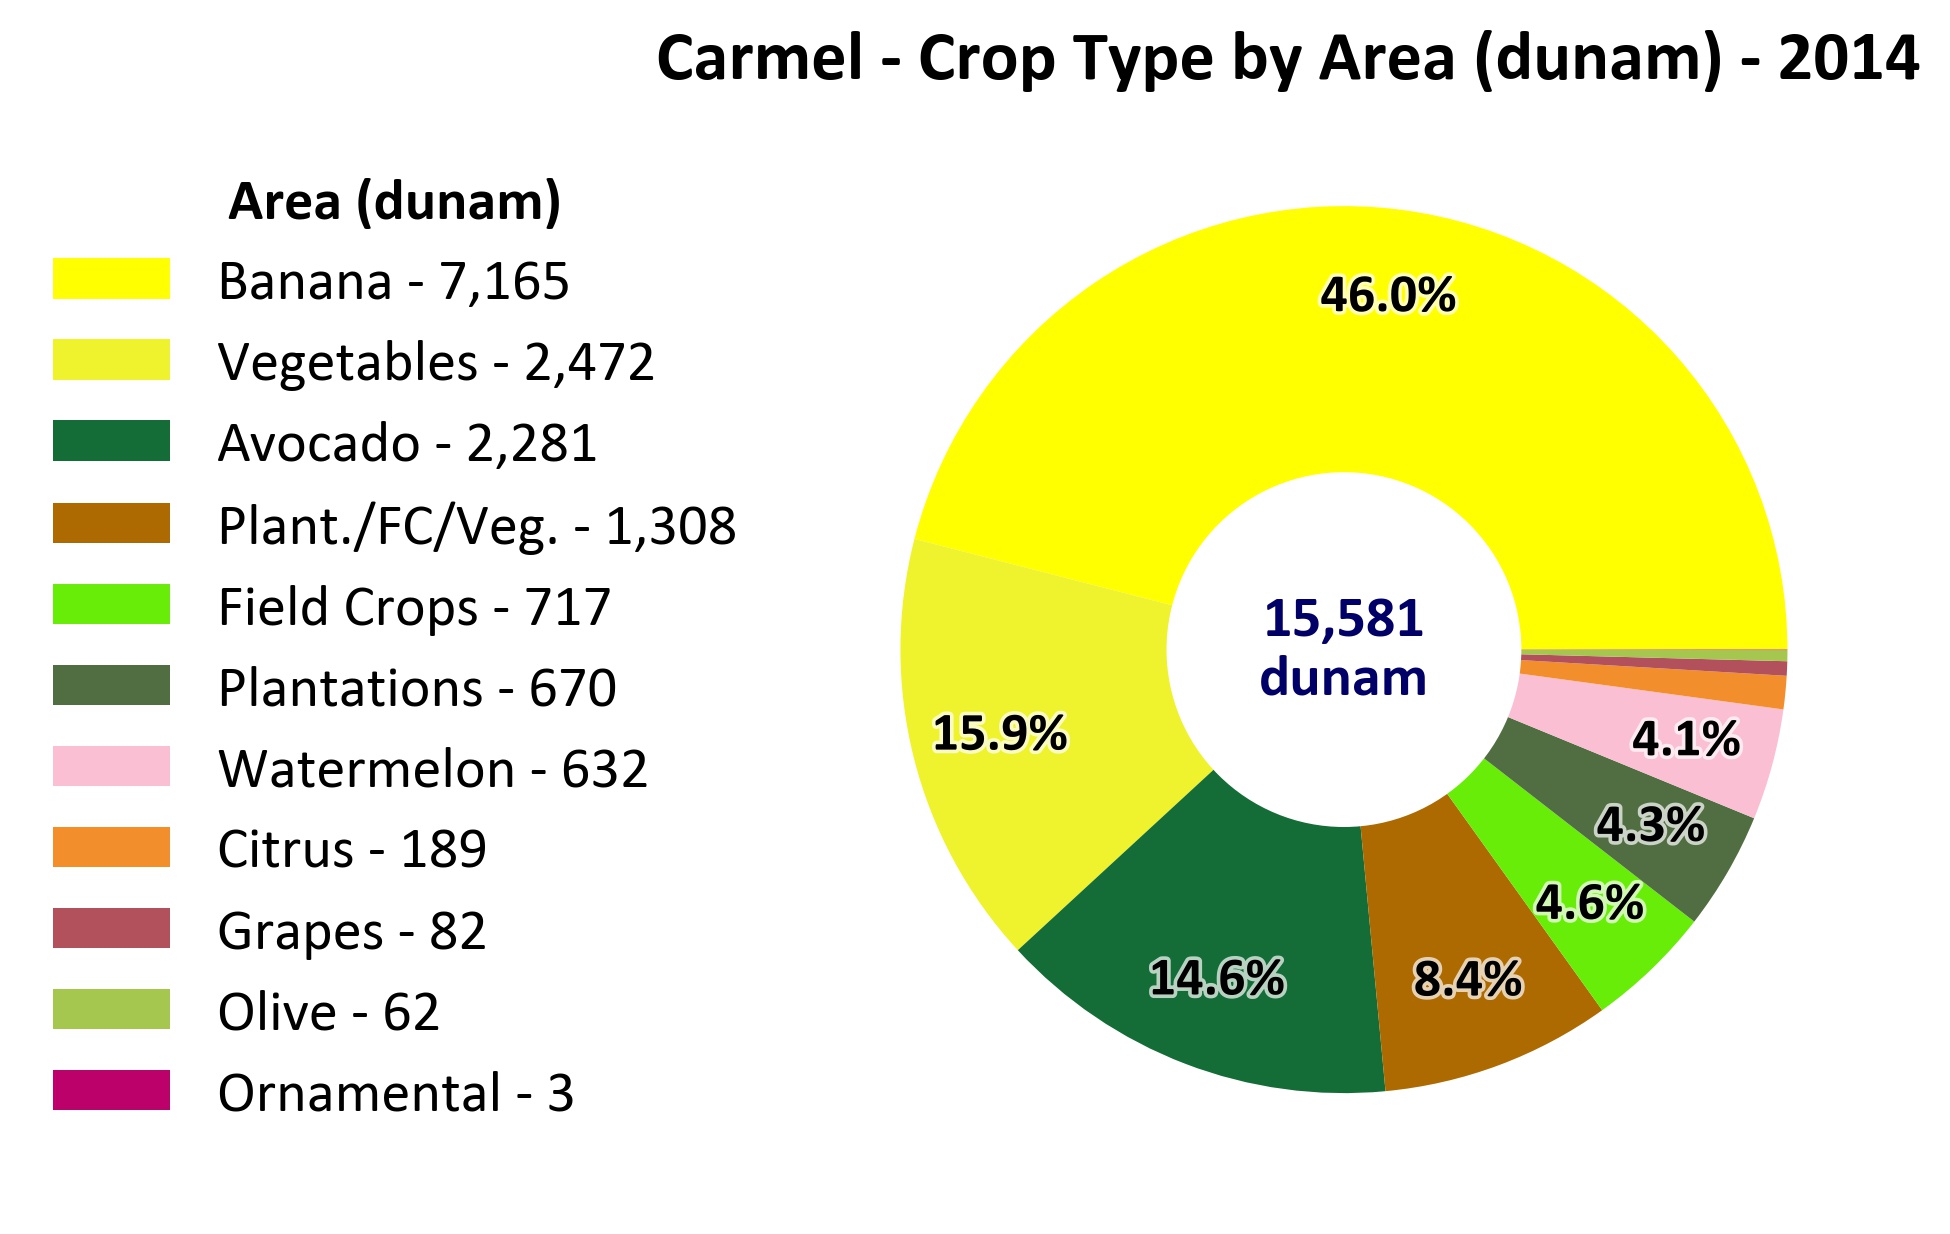 Carmel - Crop Type by Area (dunam) - 2014
Area (dunam)
Banana - 7,165
Vegetables - 2,472
Avocado - 2,281
Plant./FC/Veg. - 1,308
Field Crops - 717
Plantations - 670
Watermelon - 632
Citrus - 189
Grapes - 82
Olive - 62
Ornamental - 3
46.0%
15.9%
14.6%
8.4%
4.6%
4.3%
4.1%
15,581
dunam